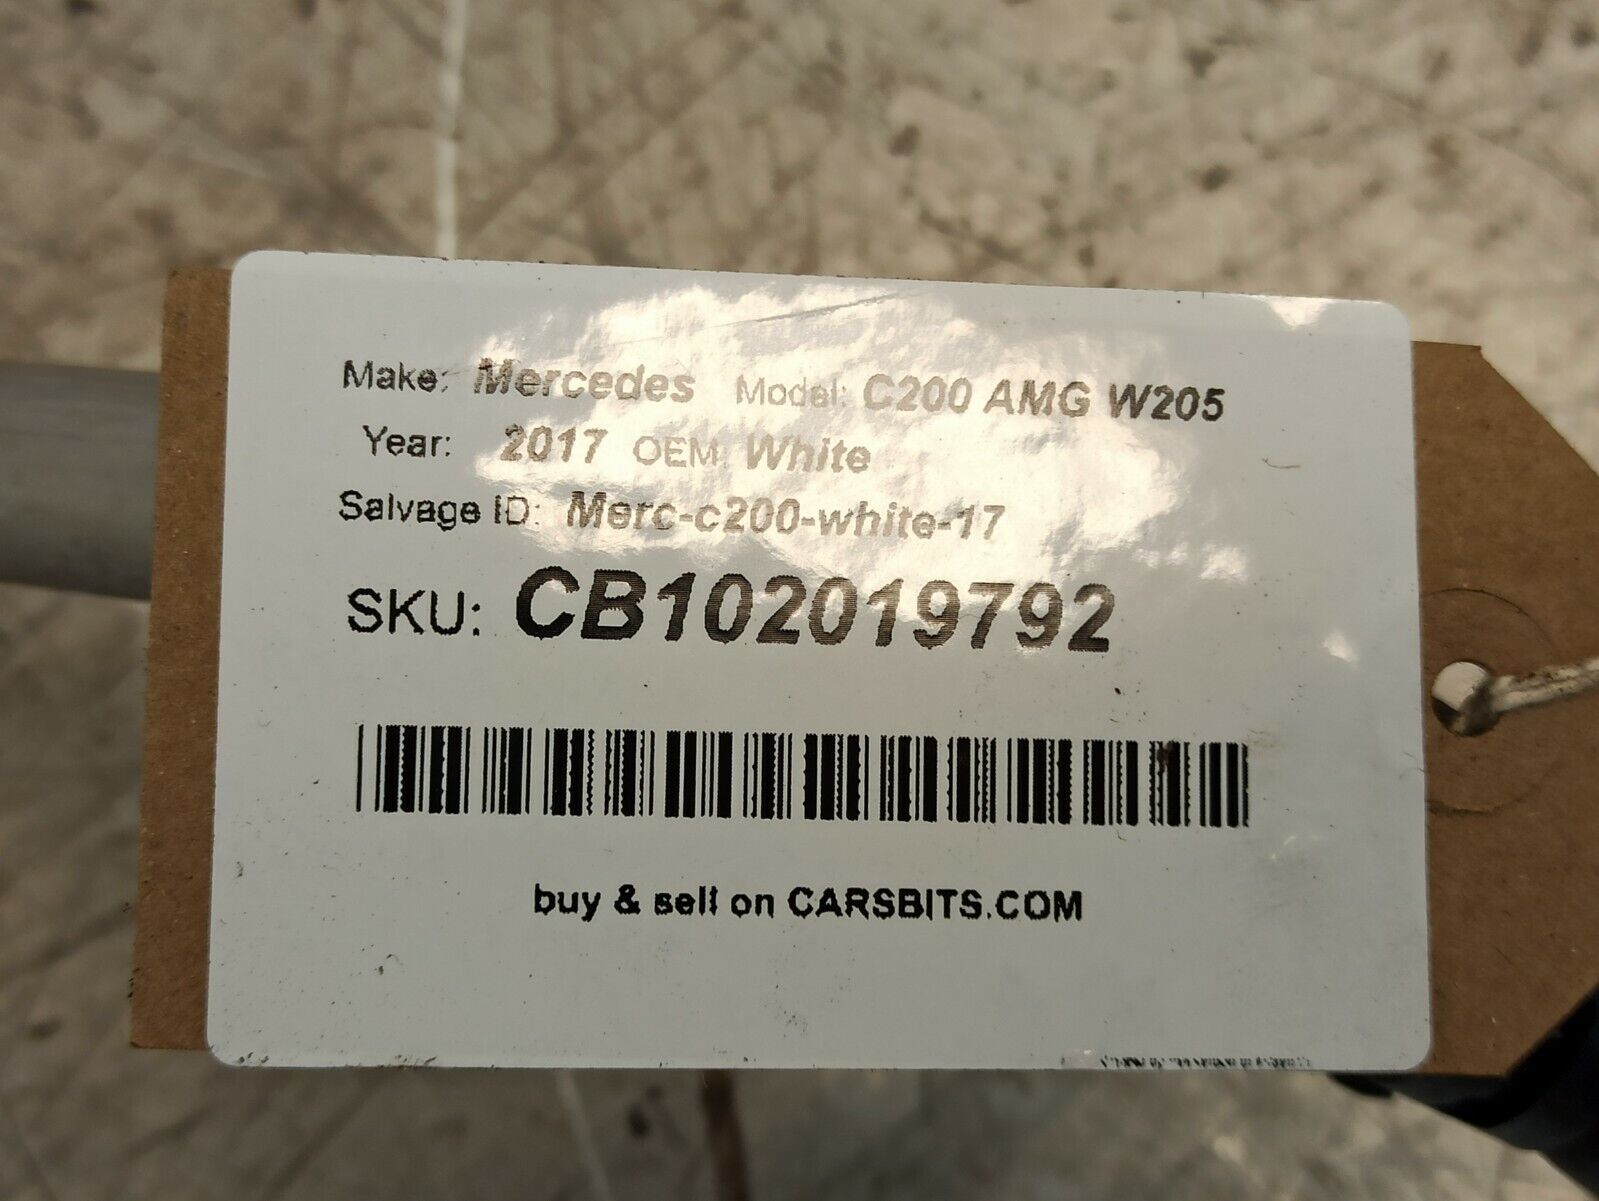 Make: Mercedes Model: C200 AMG W205
Year: 2017 OEM: White
Salvage ID: Merc-c200-white-17
SKU: CB102019792
buy & sell on CARSBITS.COM